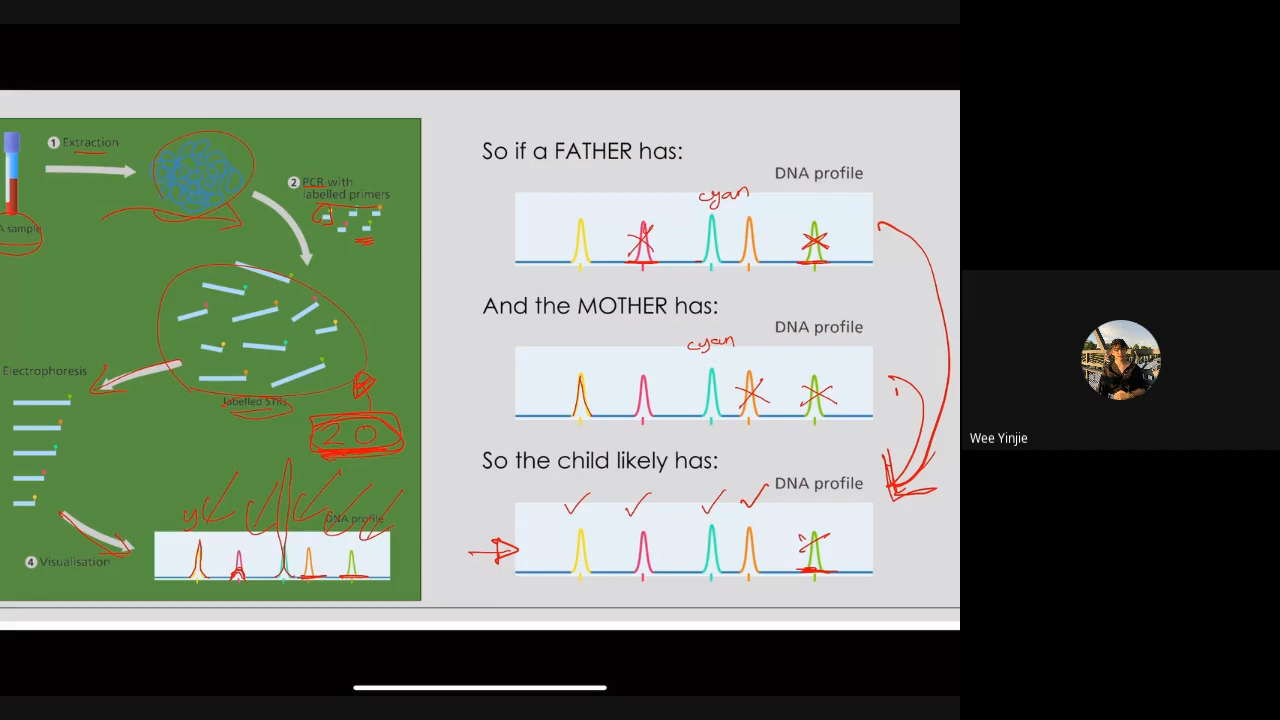 1 Extraction
2 PCR with
labelled primers
A sample
labelled STRs
20
Electrophoresis
y
DNA profile
4 Visualisation
So if a FATHER has:
DNA profile
cyan
And the MOTHER has:
DNA profile
cyan
So the child likely has:
DNA profile
Wee Yinjie